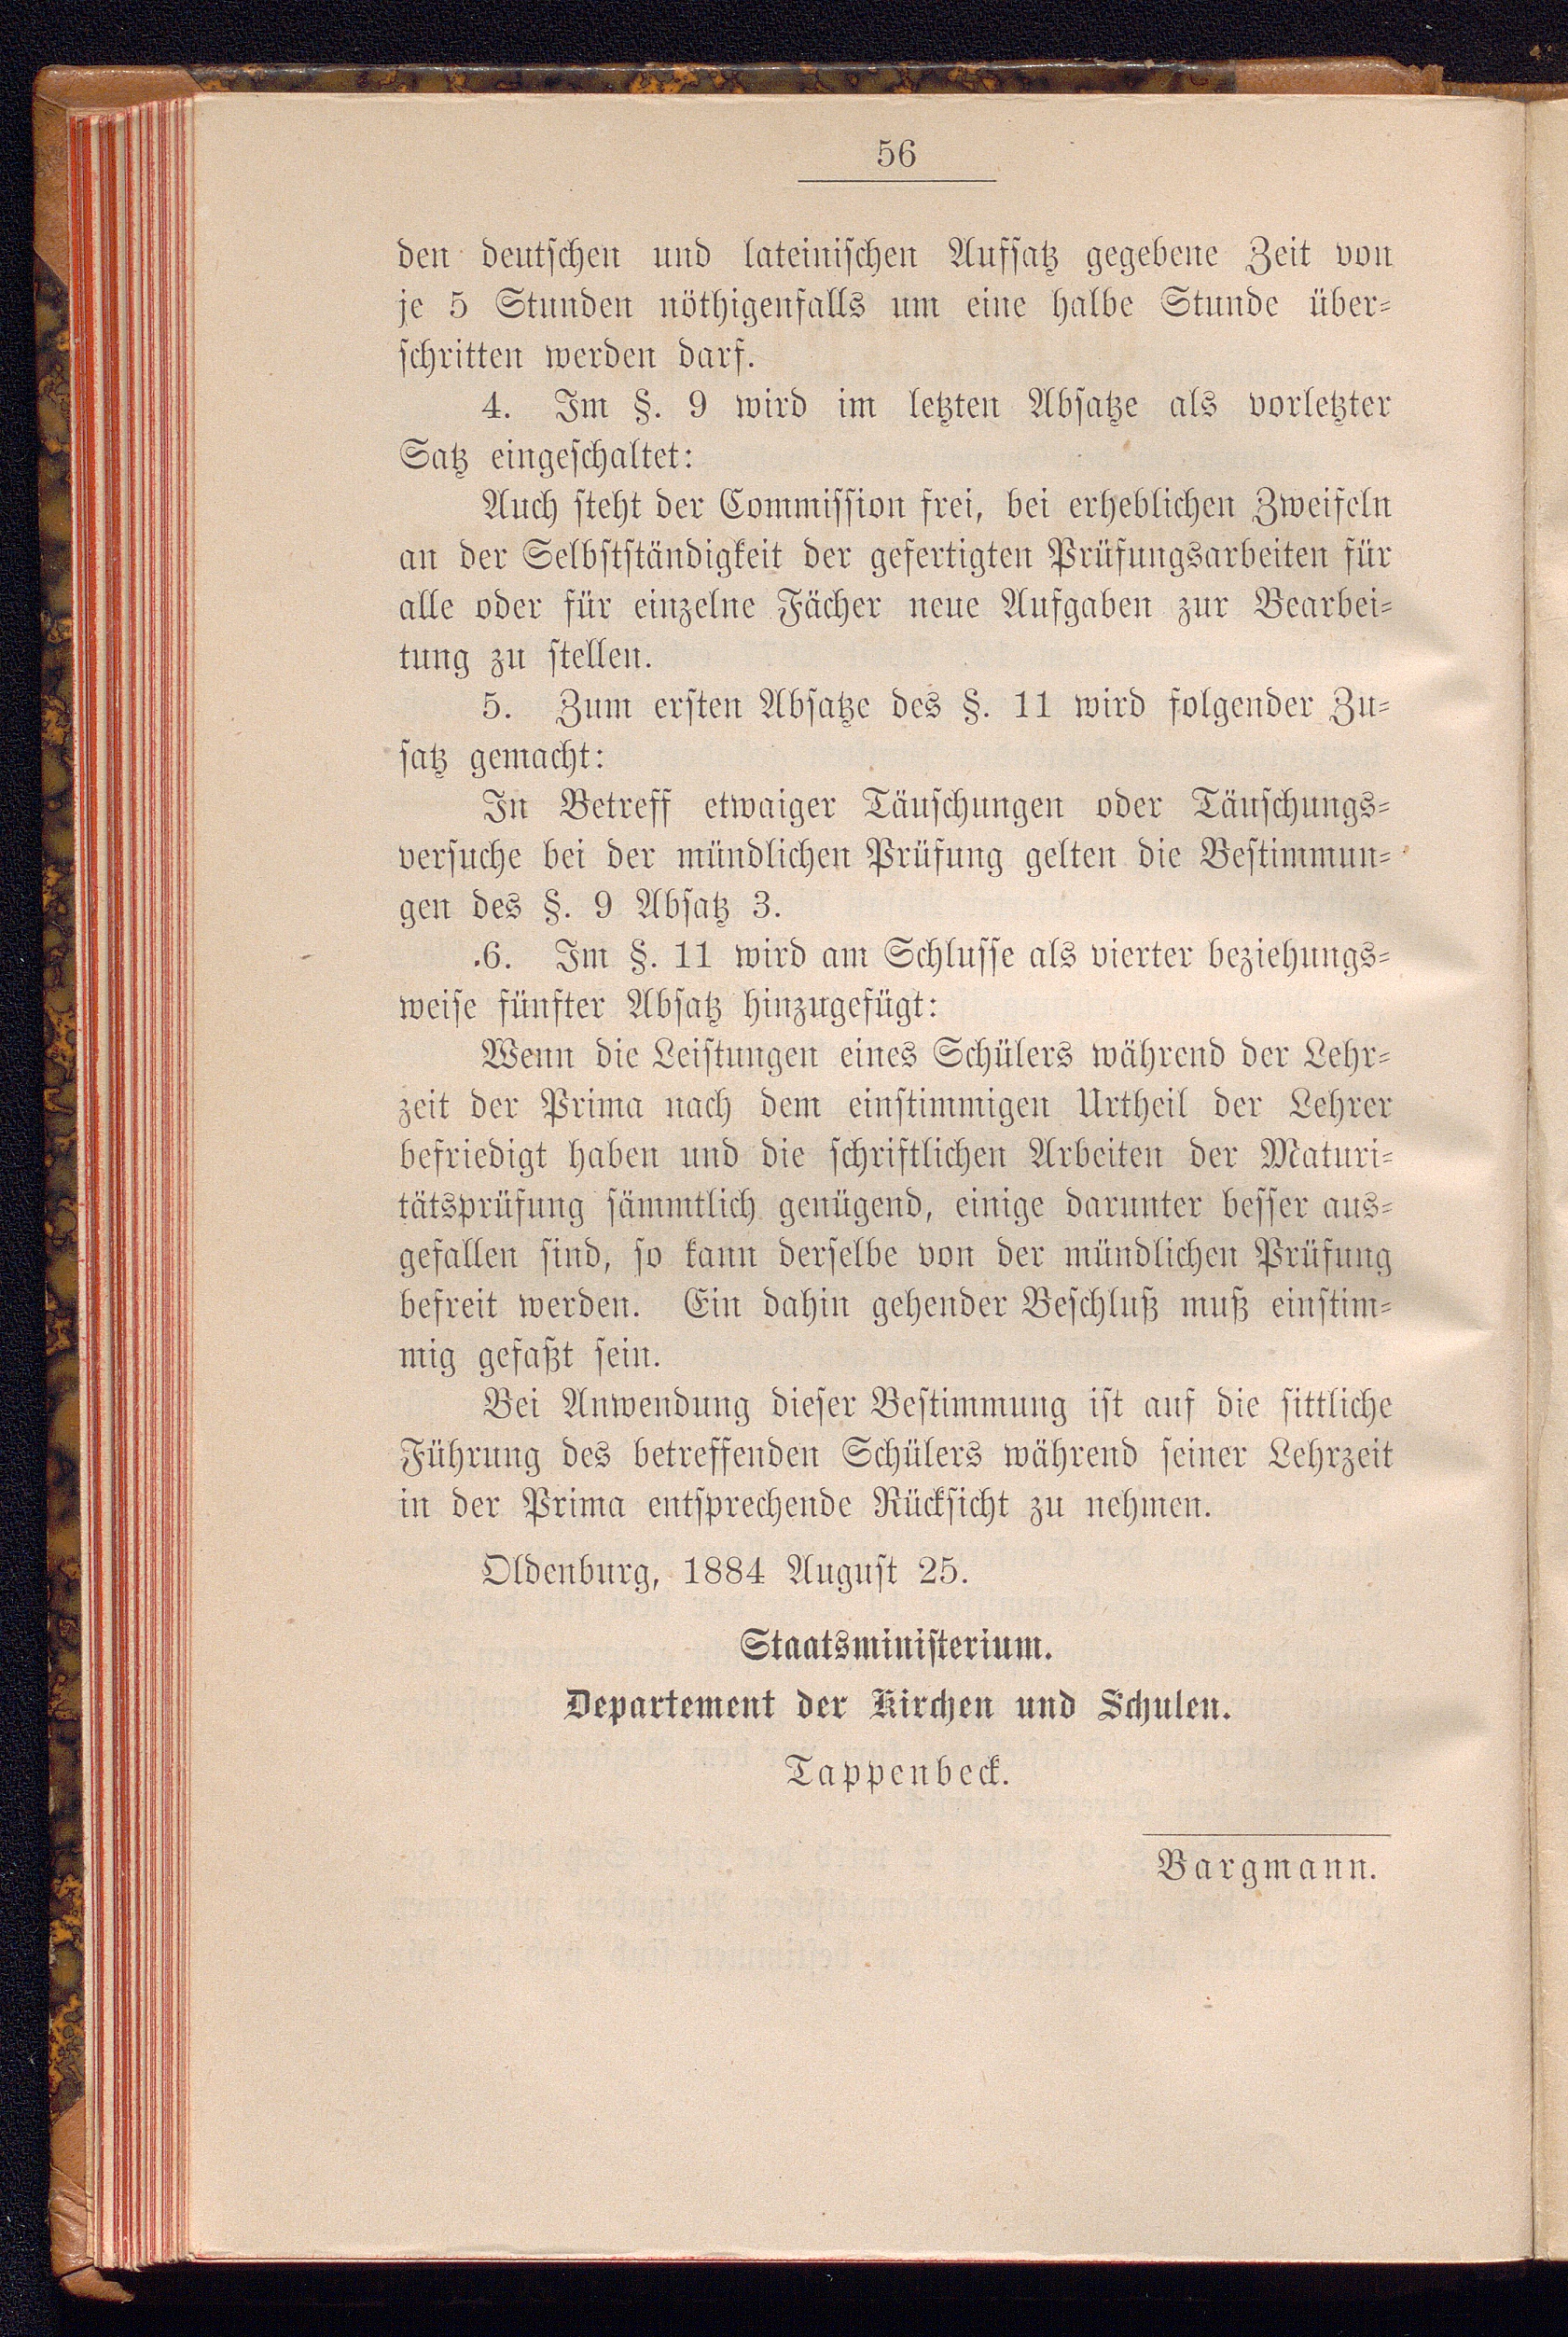 56
den deutschen und lateinischen Aufsatz gegebene Zeit von
je 5 Stunden nöthigenfalls um eine halbe Stunde über-
schritten werden darf.
4. Im §. 9 wird im letzten Absatze als vorletzter
Satz eingeschaltet:
Auch steht der Commission frei, bei erheblichen Zweifeln
an der Selbstständigkeit der gefertigten Prüfungsarbeiten für
alle oder für einzelne Fächer neue Aufgaben zur Bearbei-
tung zu stellen.
5. Zum ersten Absatze des §. 11 wird folgender Zu-
satz gemacht:
In Betreff etwaiger Täuschungen oder Täuschungs-
versuche bei der mündlichen Prüfung gelten die Bestimmun-
gen des §. 9 Absatz 3.
.6. Im §. 11 wird am Schlusse als vierter beziehungs-
weise fünfter Absatz hinzugefügt:
Wenn die Leistungen eines Schülers während der Lehr-
zeit der Prima nach dem einstimmigen Urtheil der Lehrer
befriedigt haben und die schriftlichen Arbeiten der Maturi-
tätsprüfung sämmtlich genügend, einige darunter besser aus-
gefallen sind, so kann derselbe von der mündlichen Prüfung
befreit werden. Ein dahin gehender Beschluß muß einstim-
mig gefaßt sein.
Bei Anwendung dieser Bestimmung ist auf die sittliche
Führung des betreffenden Schülers während seiner Lehrzeit
in der Prima entsprechende Rücksicht zu nehmen.
Oldenburg, 1884 August 25.
Staatsministerium.
Departement der Kirchen und Schulen.
Tappenbeck.
Bargmann.